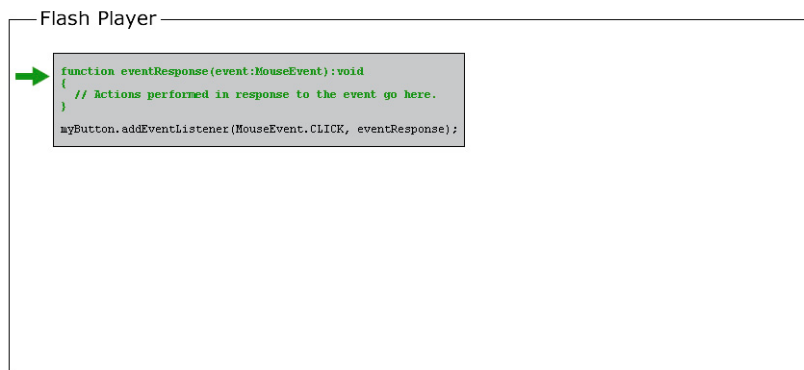 Flash Player
function eventResponse(event:MouseEvent):void
{
// Actions performed in response to the event go here.
}
myButton.addEventListener(MouseEvent.CLICK, eventResponse);